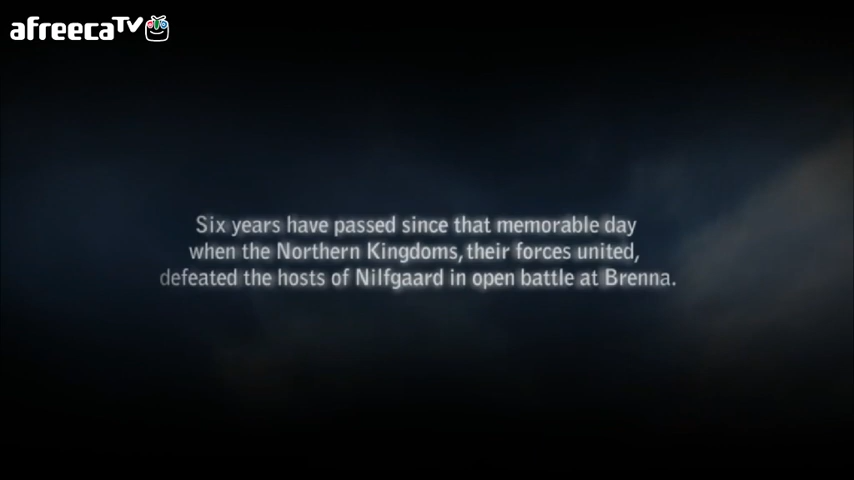 afreecaTV
Six years have passed since that memorable day
when the Northern Kingdoms, their forces united,
defeated the hosts of Nilfgaard in open battle at Brenna.